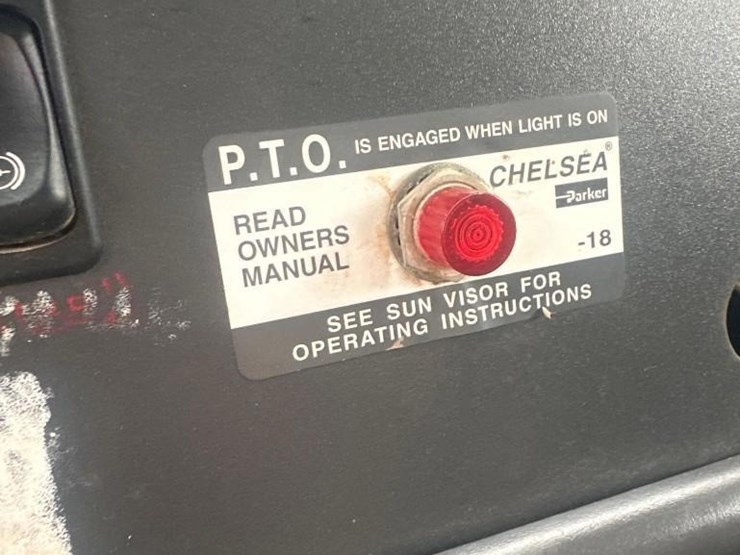 P.T.O. IS ENGAGED WHEN LIGHT IS ON
CHELSEA®
Parker
READ
OWNERS
MANUAL
-18
SEE SUN VISOR FOR
OPERATING INSTRUCTIONS